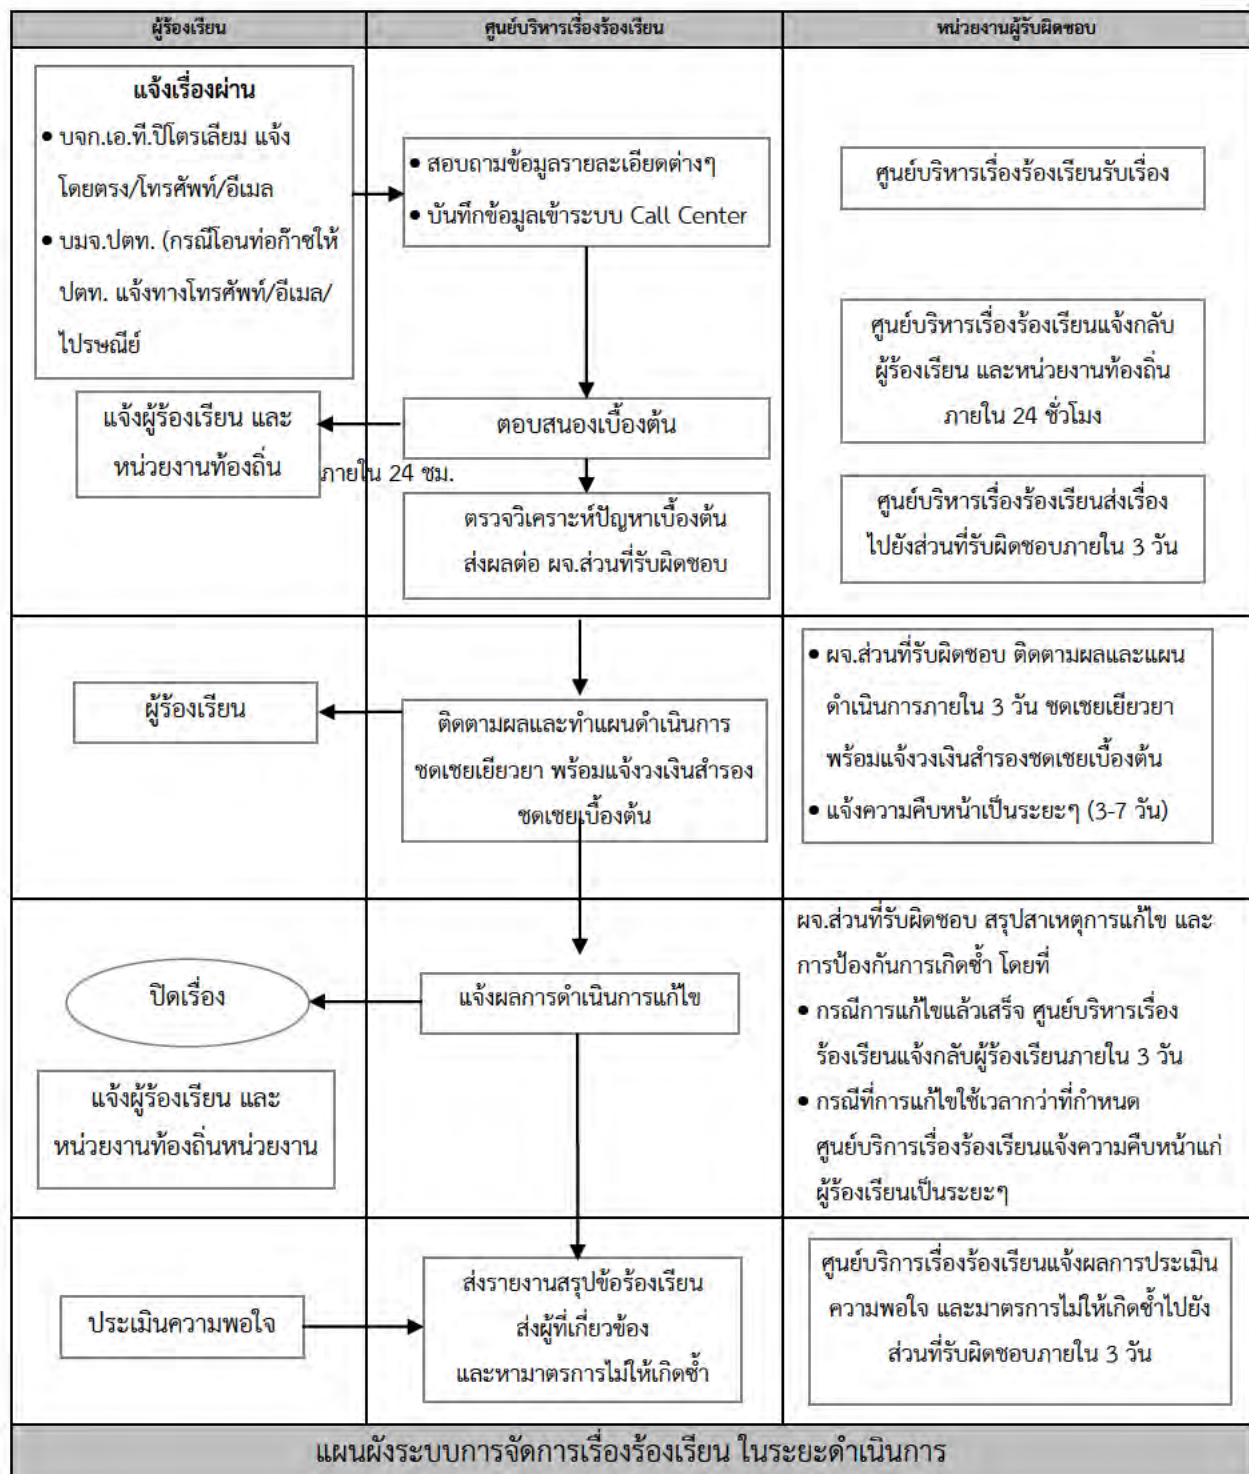 ผู้ร้องเรียน
ศูนย์บริหารเรื่องร้องเรียน
หน่วยงานผู้รับผิดชอบ
แจ้งเรื่องผ่าน
• บจก.เอ.ที.ปิโตรเลียม แจ้ง
โดยตรง/โทรศัพท์/อีเมล
• บมจ.ปตท. (กรณีโอนท่อก๊าซให้
ปตท. แจ้งทางโทรศัพท์/อีเมล/
ไปรษณีย์
• สอบถามข้อมูลรายละเอียดต่างๆ
• บันทึกข้อมูลเข้าระบบ Call Center
ศูนย์บริหารเรื่องร้องเรียนรับเรื่อง
ศูนย์บริหารเรื่องร้องเรียนแจ้งกลับ
ผู้ร้องเรียน และหน่วยงานท้องถิ่น
ภายใน 24 ชั่วโมง
แจ้งผู้ร้องเรียน และ
หน่วยงานท้องถิ่น
ตอบสนองเบื้องต้น
ภายใน 24 ชม.
ตรวจวิเคราะห์ปัญหาเบื้องต้น
ส่งผลต่อ ผจ.ส่วนที่รับผิดชอบ
ศูนย์บริหารเรื่องร้องเรียนส่งเรื่อง
ไปยังส่วนที่รับผิดชอบภายใน 3 วัน
ผู้ร้องเรียน
ติดตามผลและทำแผนดำเนินการ
ชดเชยเยียวยา พร้อมแจ้งวงเงินสำรอง
ชดเชยเบื้องต้น
• ผจ.ส่วนที่รับผิดชอบ ติดตามผลและแผน
ดำเนินการภายใน 3 วัน ชดเชยเยียวยา
พร้อมแจ้งวงเงินสำรองชดเชยเบื้องต้น
• แจ้งความคืบหน้าเป็นระยะๆ (3-7 วัน)
ปิดเรื่อง
แจ้งผู้ร้องเรียน และ
หน่วยงานท้องถิ่นหน่วยงาน
แจ้งผลการดำเนินการแก้ไข
ผจ.ส่วนที่รับผิดชอบ สรุปสาเหตุการแก้ไข และ
การป้องกันการเกิดซ้ำ โดยที่
• กรณีการแก้ไขแล้วเสร็จ ศูนย์บริหารเรื่อง
ร้องเรียนแจ้งกลับผู้ร้องเรียนภายใน 3 วัน
• กรณีที่การแก้ไขใช้เวลากว่าที่กำหนด
ศูนย์บริการเรื่องร้องเรียนแจ้งความคืบหน้าแก่
ผู้ร้องเรียนเป็นระยะๆ
ประเมินความพอใจ
ส่งรายงานสรุปข้อร้องเรียน
ส่งผู้ที่เกี่ยวข้อง
และหามาตรการไม่ให้เกิดซ้ำ
ศูนย์บริการเรื่องร้องเรียนแจ้งผลการประเมิน
ความพอใจ และมาตรการไม่ให้เกิดซ้ำไปยัง
ส่วนที่รับผิดชอบภายใน 3 วัน
แผนผังระบบการจัดการเรื่องร้องเรียน ในระยะดำเนินการ